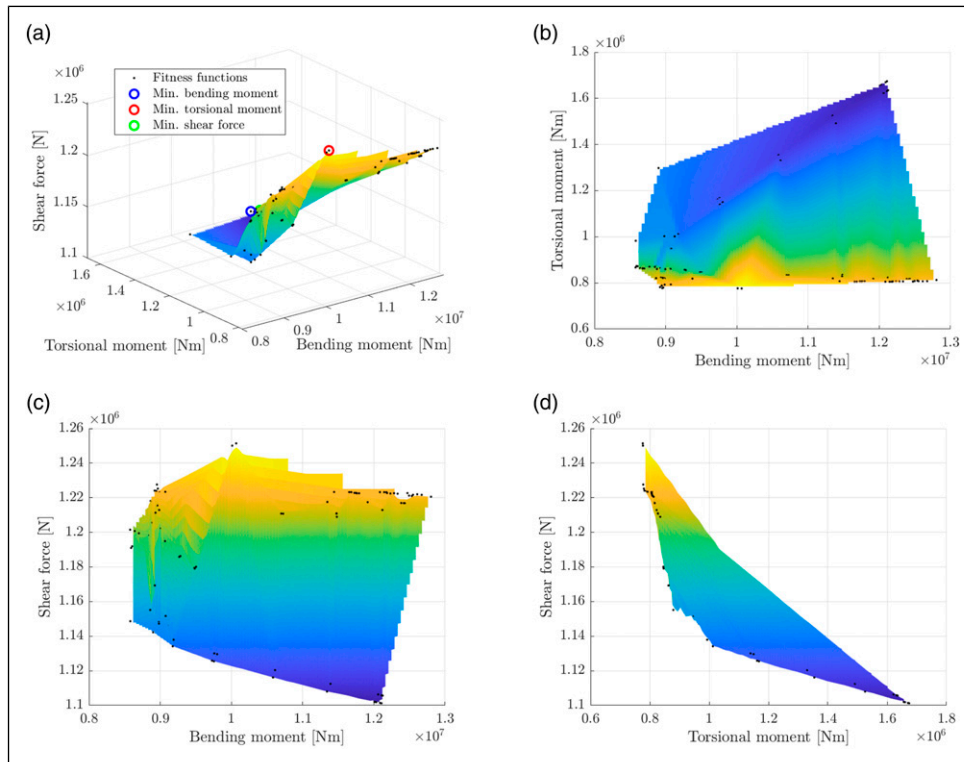 (a)
×10⁶
1.25
1.2
1.15
1.1
Shear force [N]
Fitness functions
Min. bending moment
Min. torsional moment
Min. shear force
1.6
1.4
1.2
1
0.8
×10⁶
Torsional moment [Nm]
0.8
0.9
1
1.1
1.2
×10⁷
Bending moment [Nm]
(b)
×10⁶
1.8
1.6
1.4
1.2
1
0.8
0.6
Torsional moment [Nm]
0.8 0.9 1 1.1 1.2 1.3
Bending moment [Nm]
×10⁷
(c)
×10⁶
1.26
1.24
1.22
1.2
1.18
1.16
1.14
1.12
1.1
Shear force [N]
0.8 0.9 1 1.1 1.2 1.3
Bending moment [Nm]
×10⁷
(d)
×10⁶
1.26
1.24
1.22
1.2
1.18
1.16
1.14
1.12
1.1
Shear force [N]
0.6 0.8 1 1.2 1.4 1.6 1.8
Torsional moment [Nm]
×10⁶